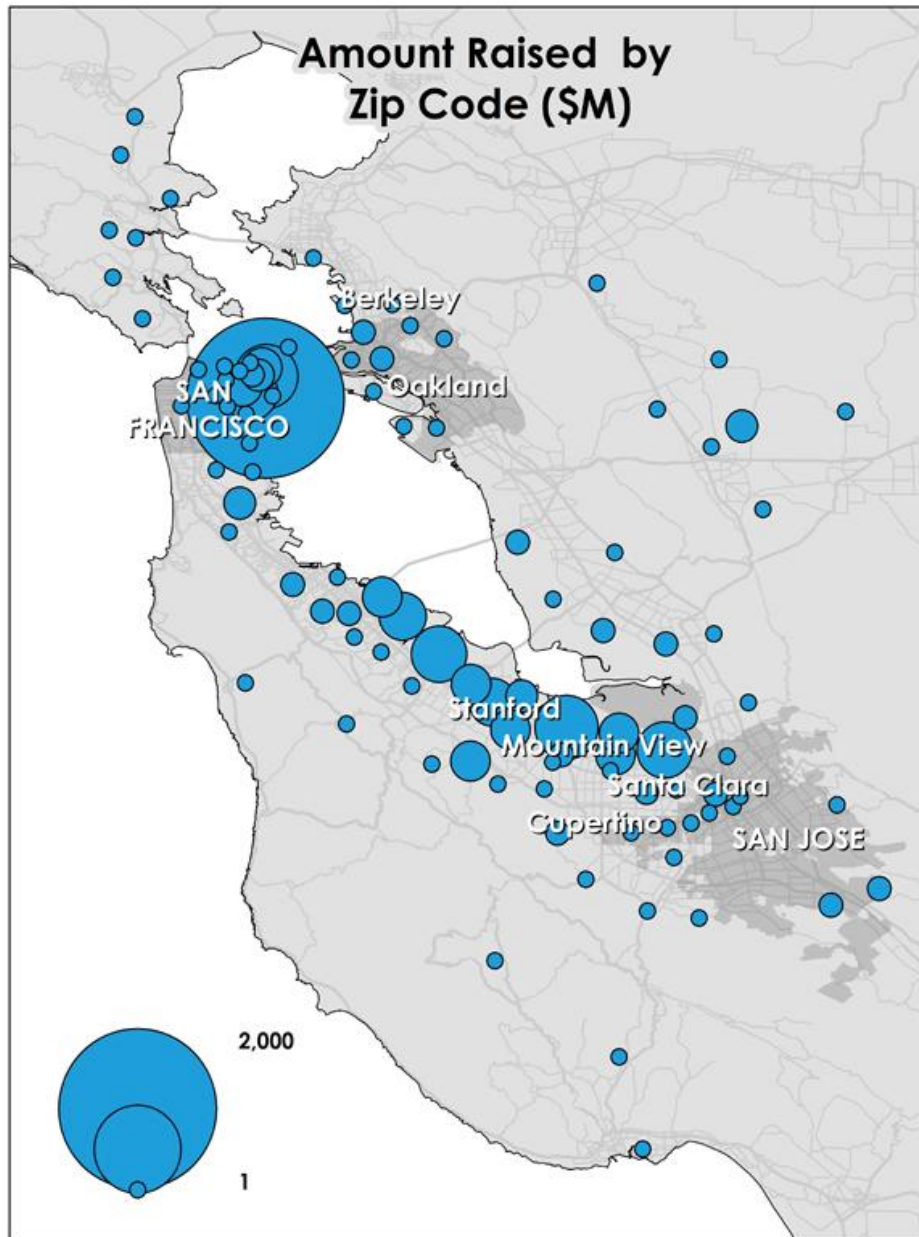 Amount Raised by
Zip Code ($M)
Berkeley
Oakland
SAN
FRANCISCO
Stanford
Mountain View
Santa Clara
Cupertino
SAN JOSE
2,000
1